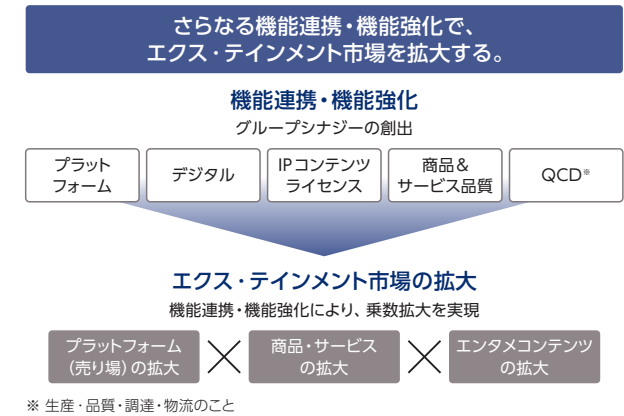 さらなる機能連携・機能強化で、
エクス・テインメント市場を拡大する。
機能連携・機能強化
グループシナジーの創出
プラット
フォーム
デジタル
IPコンテンツ
ライセンス
商品&
サービス品質
QCD※
エクス・テインメント市場の拡大
機能連携・機能強化により、乗数拡大を実現
プラットフォーム
(売り場)の拡大
商品・サービス
の拡大
エンタメコンテンツ
の拡大
※ 生産・品質・調達・物流のこと